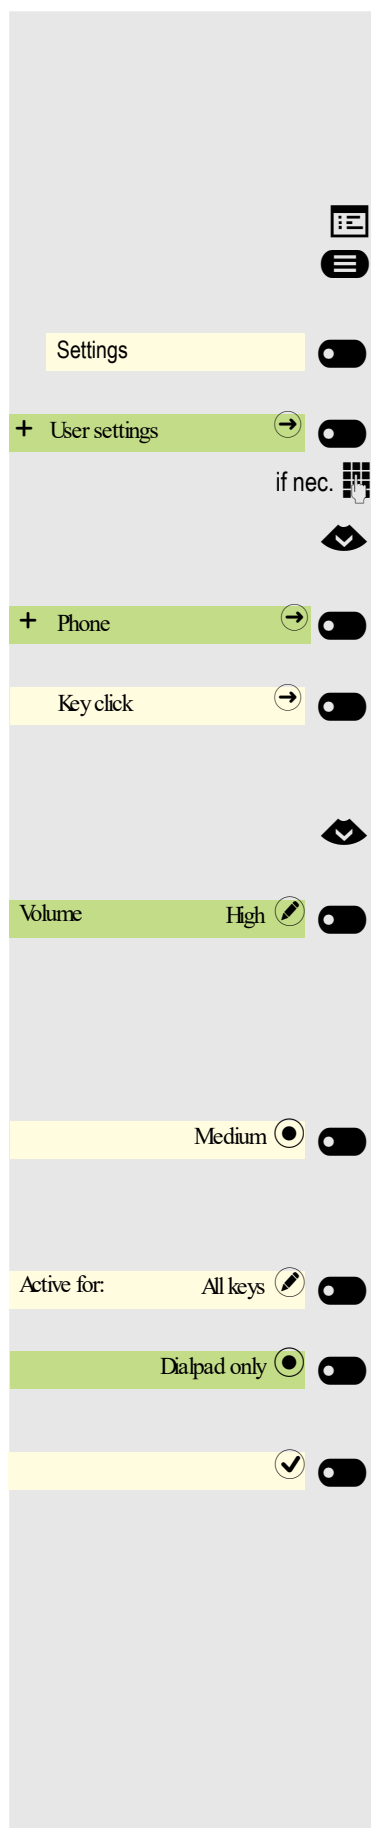 Settings
+ User settings
if nec.
+ Phone
Key click
Volume High
Medium
Active for: All keys
Dialpad only